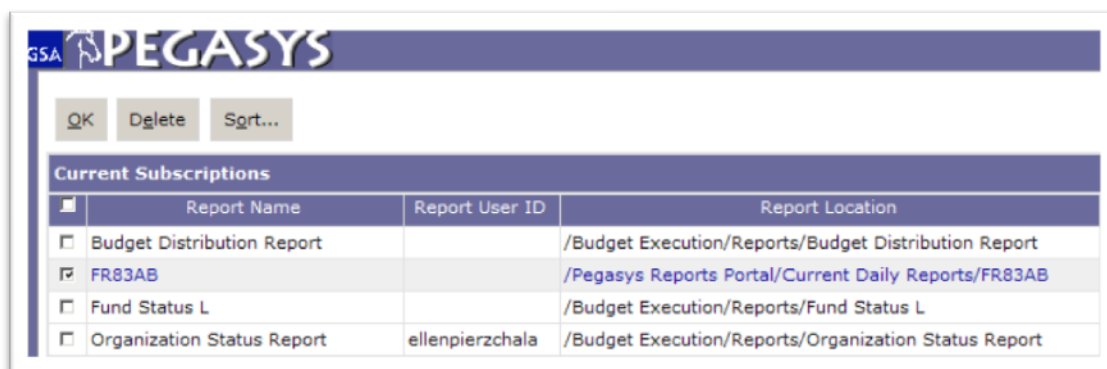 GSA PEGASYS
OK Delete Sort...
Current Subscriptions
Report Name Report User ID Report Location
Budget Distribution Report /Budget Execution/Reports/Budget Distribution Report
FR83AB /Pegasys Reports Portal/Current Daily Reports/FR83AB
Fund Status L /Budget Execution/Reports/Fund Status L
Organization Status Report ellenpierzchala /Budget Execution/Reports/Organization Status Report